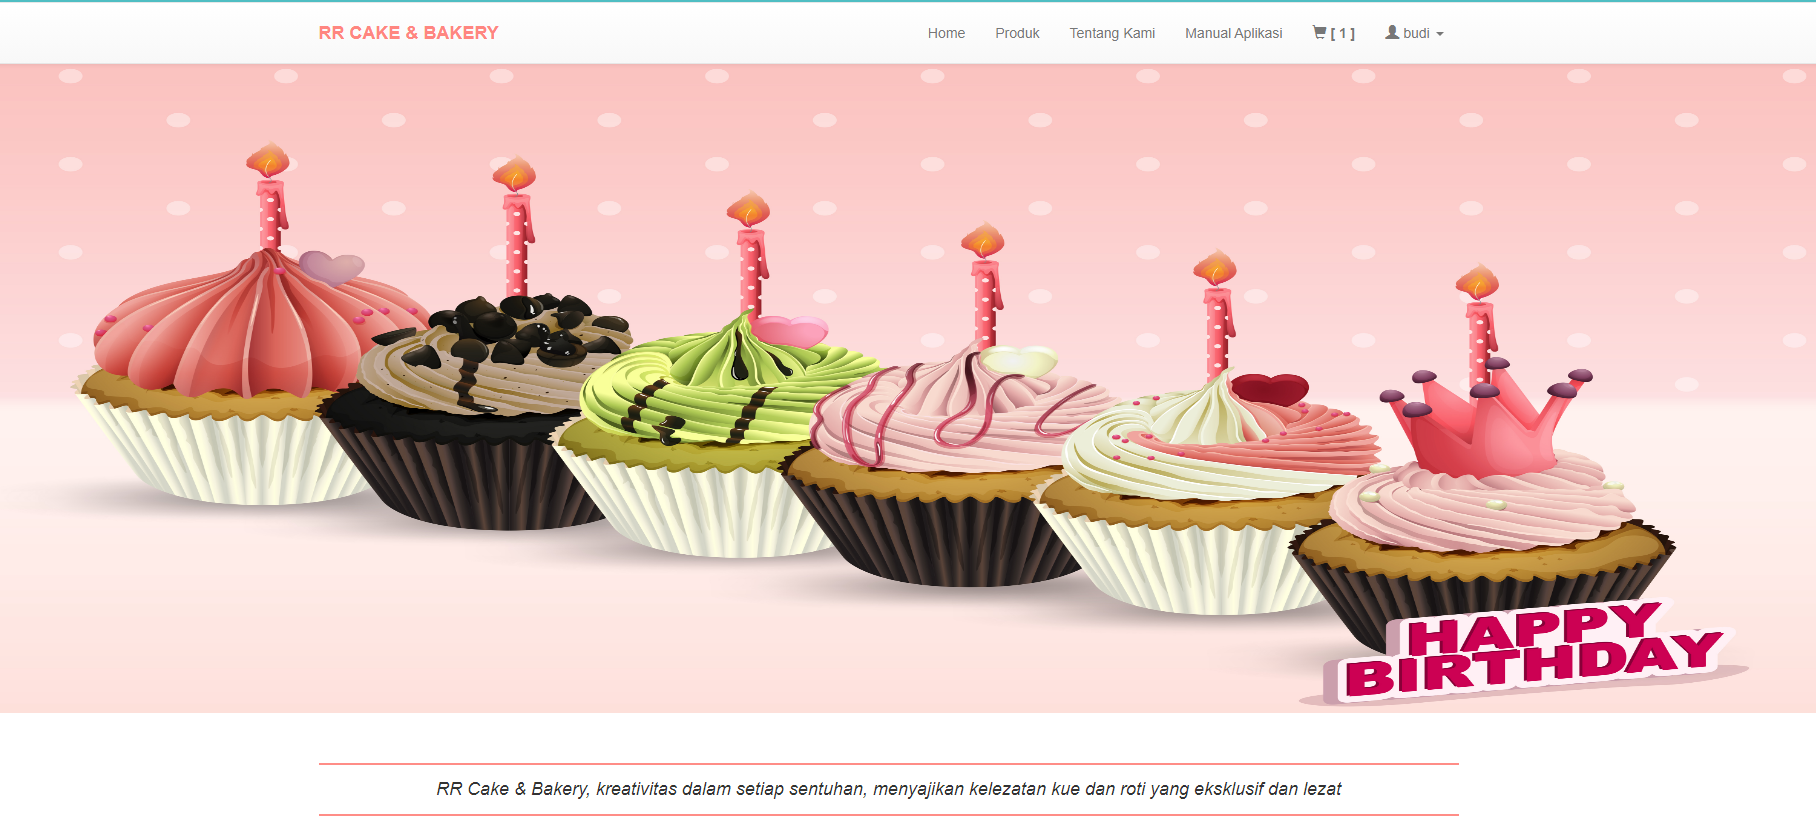 RR CAKE & BAKERY
Home Produk Tentang Kami Manual Aplikasi [ 1 ] budi
HAPPY
BIRTHDAY
RR Cake & Bakery, kreativitas dalam setiap sentuhan, menyajikan kelezatan kue dan roti yang eksklusif dan lezat